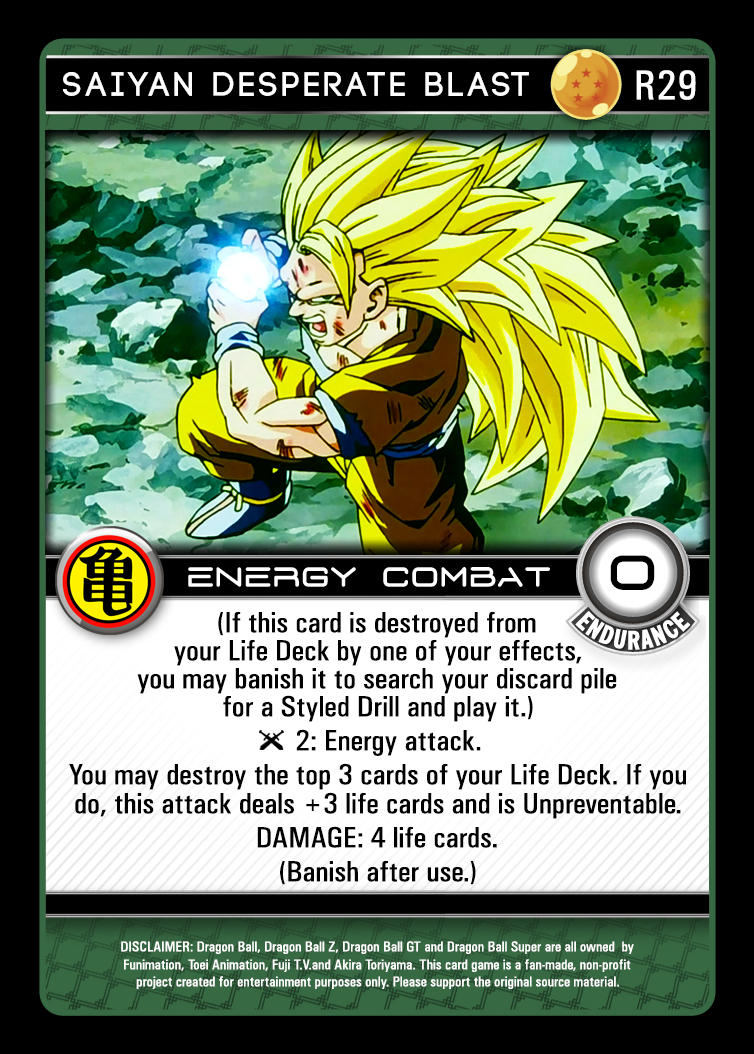 SAIYAN DESPERATE BLAST R29
亀
ENERGY COMBAT
0
ENDURANCE
(If this card is destroyed from
your Life Deck by one of your effects,
you may banish it to search your discard pile
for a Styled Drill and play it.)
2: Energy attack.
You may destroy the top 3 cards of your Life Deck. If you
do, this attack deals +3 life cards and is Unpreventable.
DAMAGE: 4 life cards.
(Banish after use.)
DISCLAIMER: Dragon Ball, Dragon Ball Z, Dragon Ball GT and Dragon Ball Super are all owned by
Funimation, Toei Animation, Fuji T.V.and Akira Toriyama. This card game is a fan-made, non-profit
project created for entertainment purposes only. Please support the original source material.